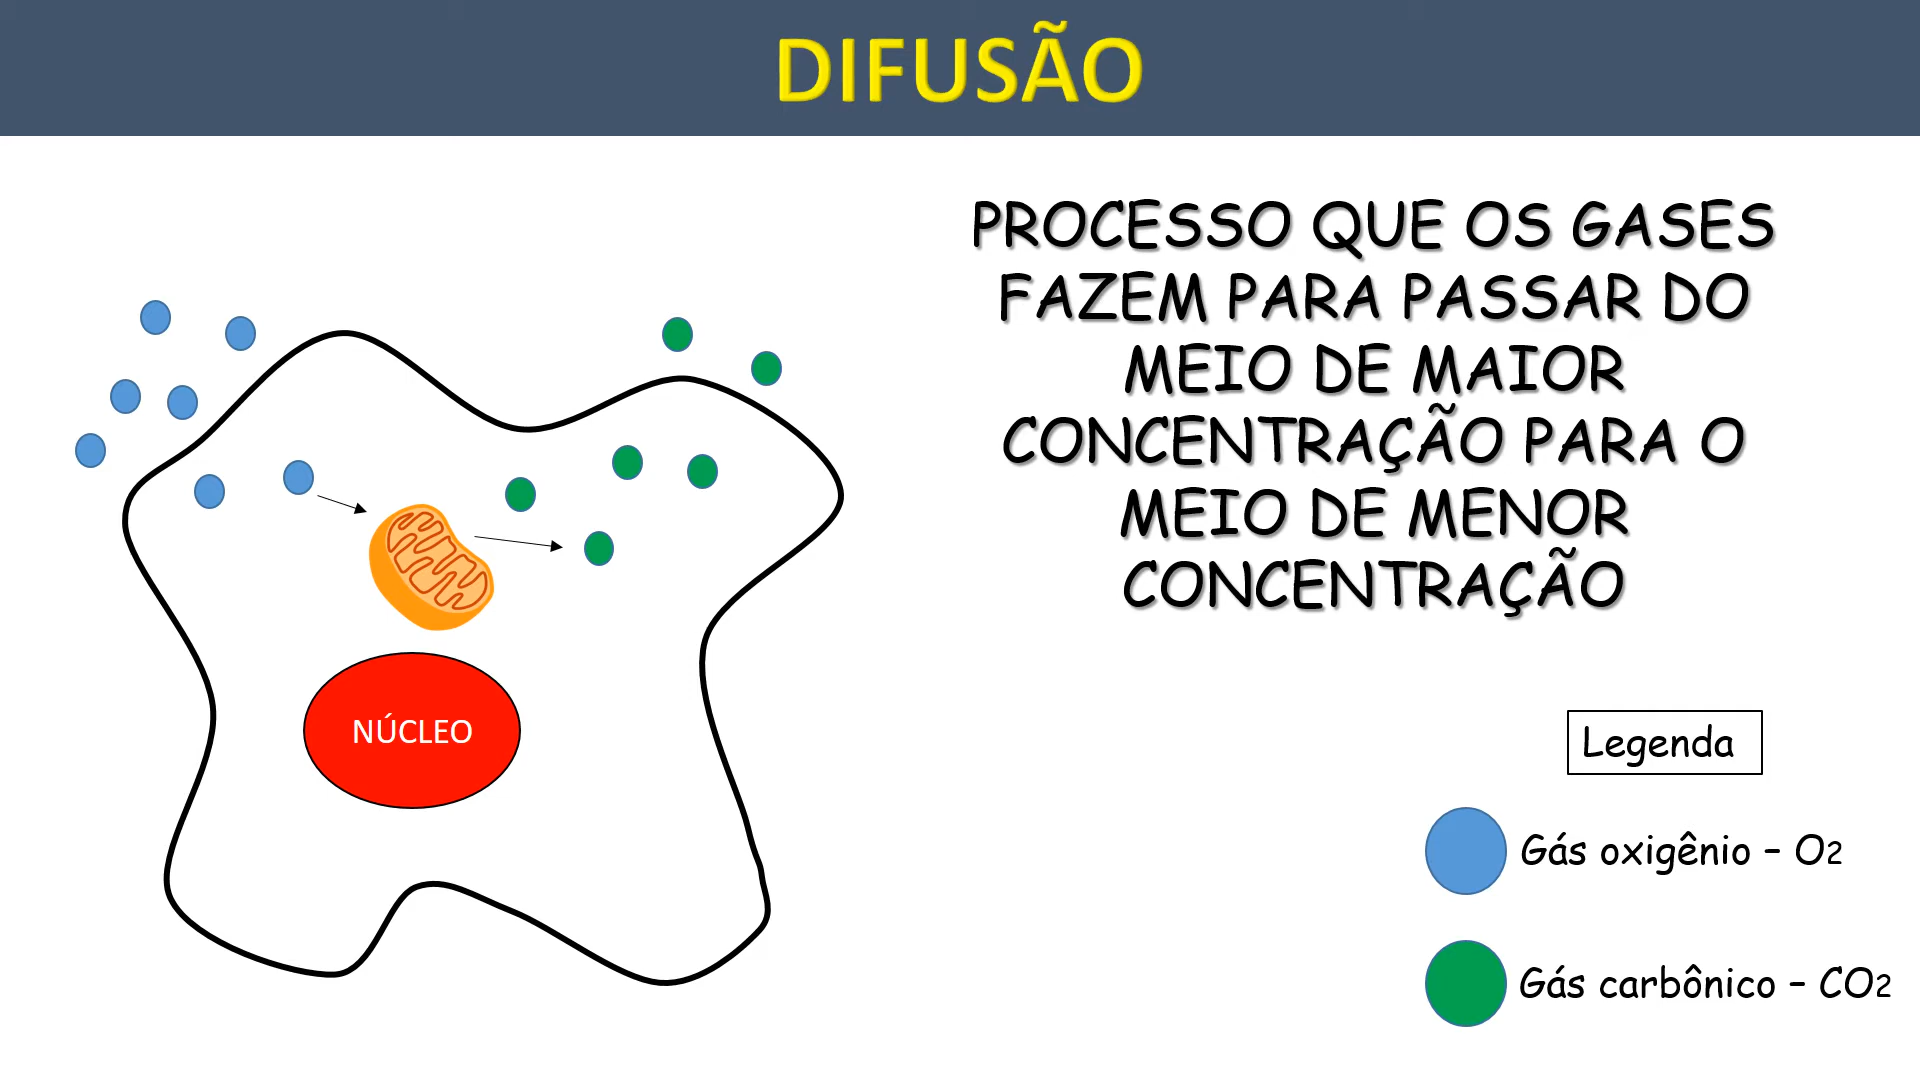 DIFUSÃO
PROCESSO QUE OS GASES
FAZEM PARA PASSAR DO
MEIO DE MAIOR
CONCENTRAÇÃO PARA O
MEIO DE MENOR
CONCENTRAÇÃO
NÚCLEO
Legenda
Gás oxigênio – O2
Gás carbônico – CO2